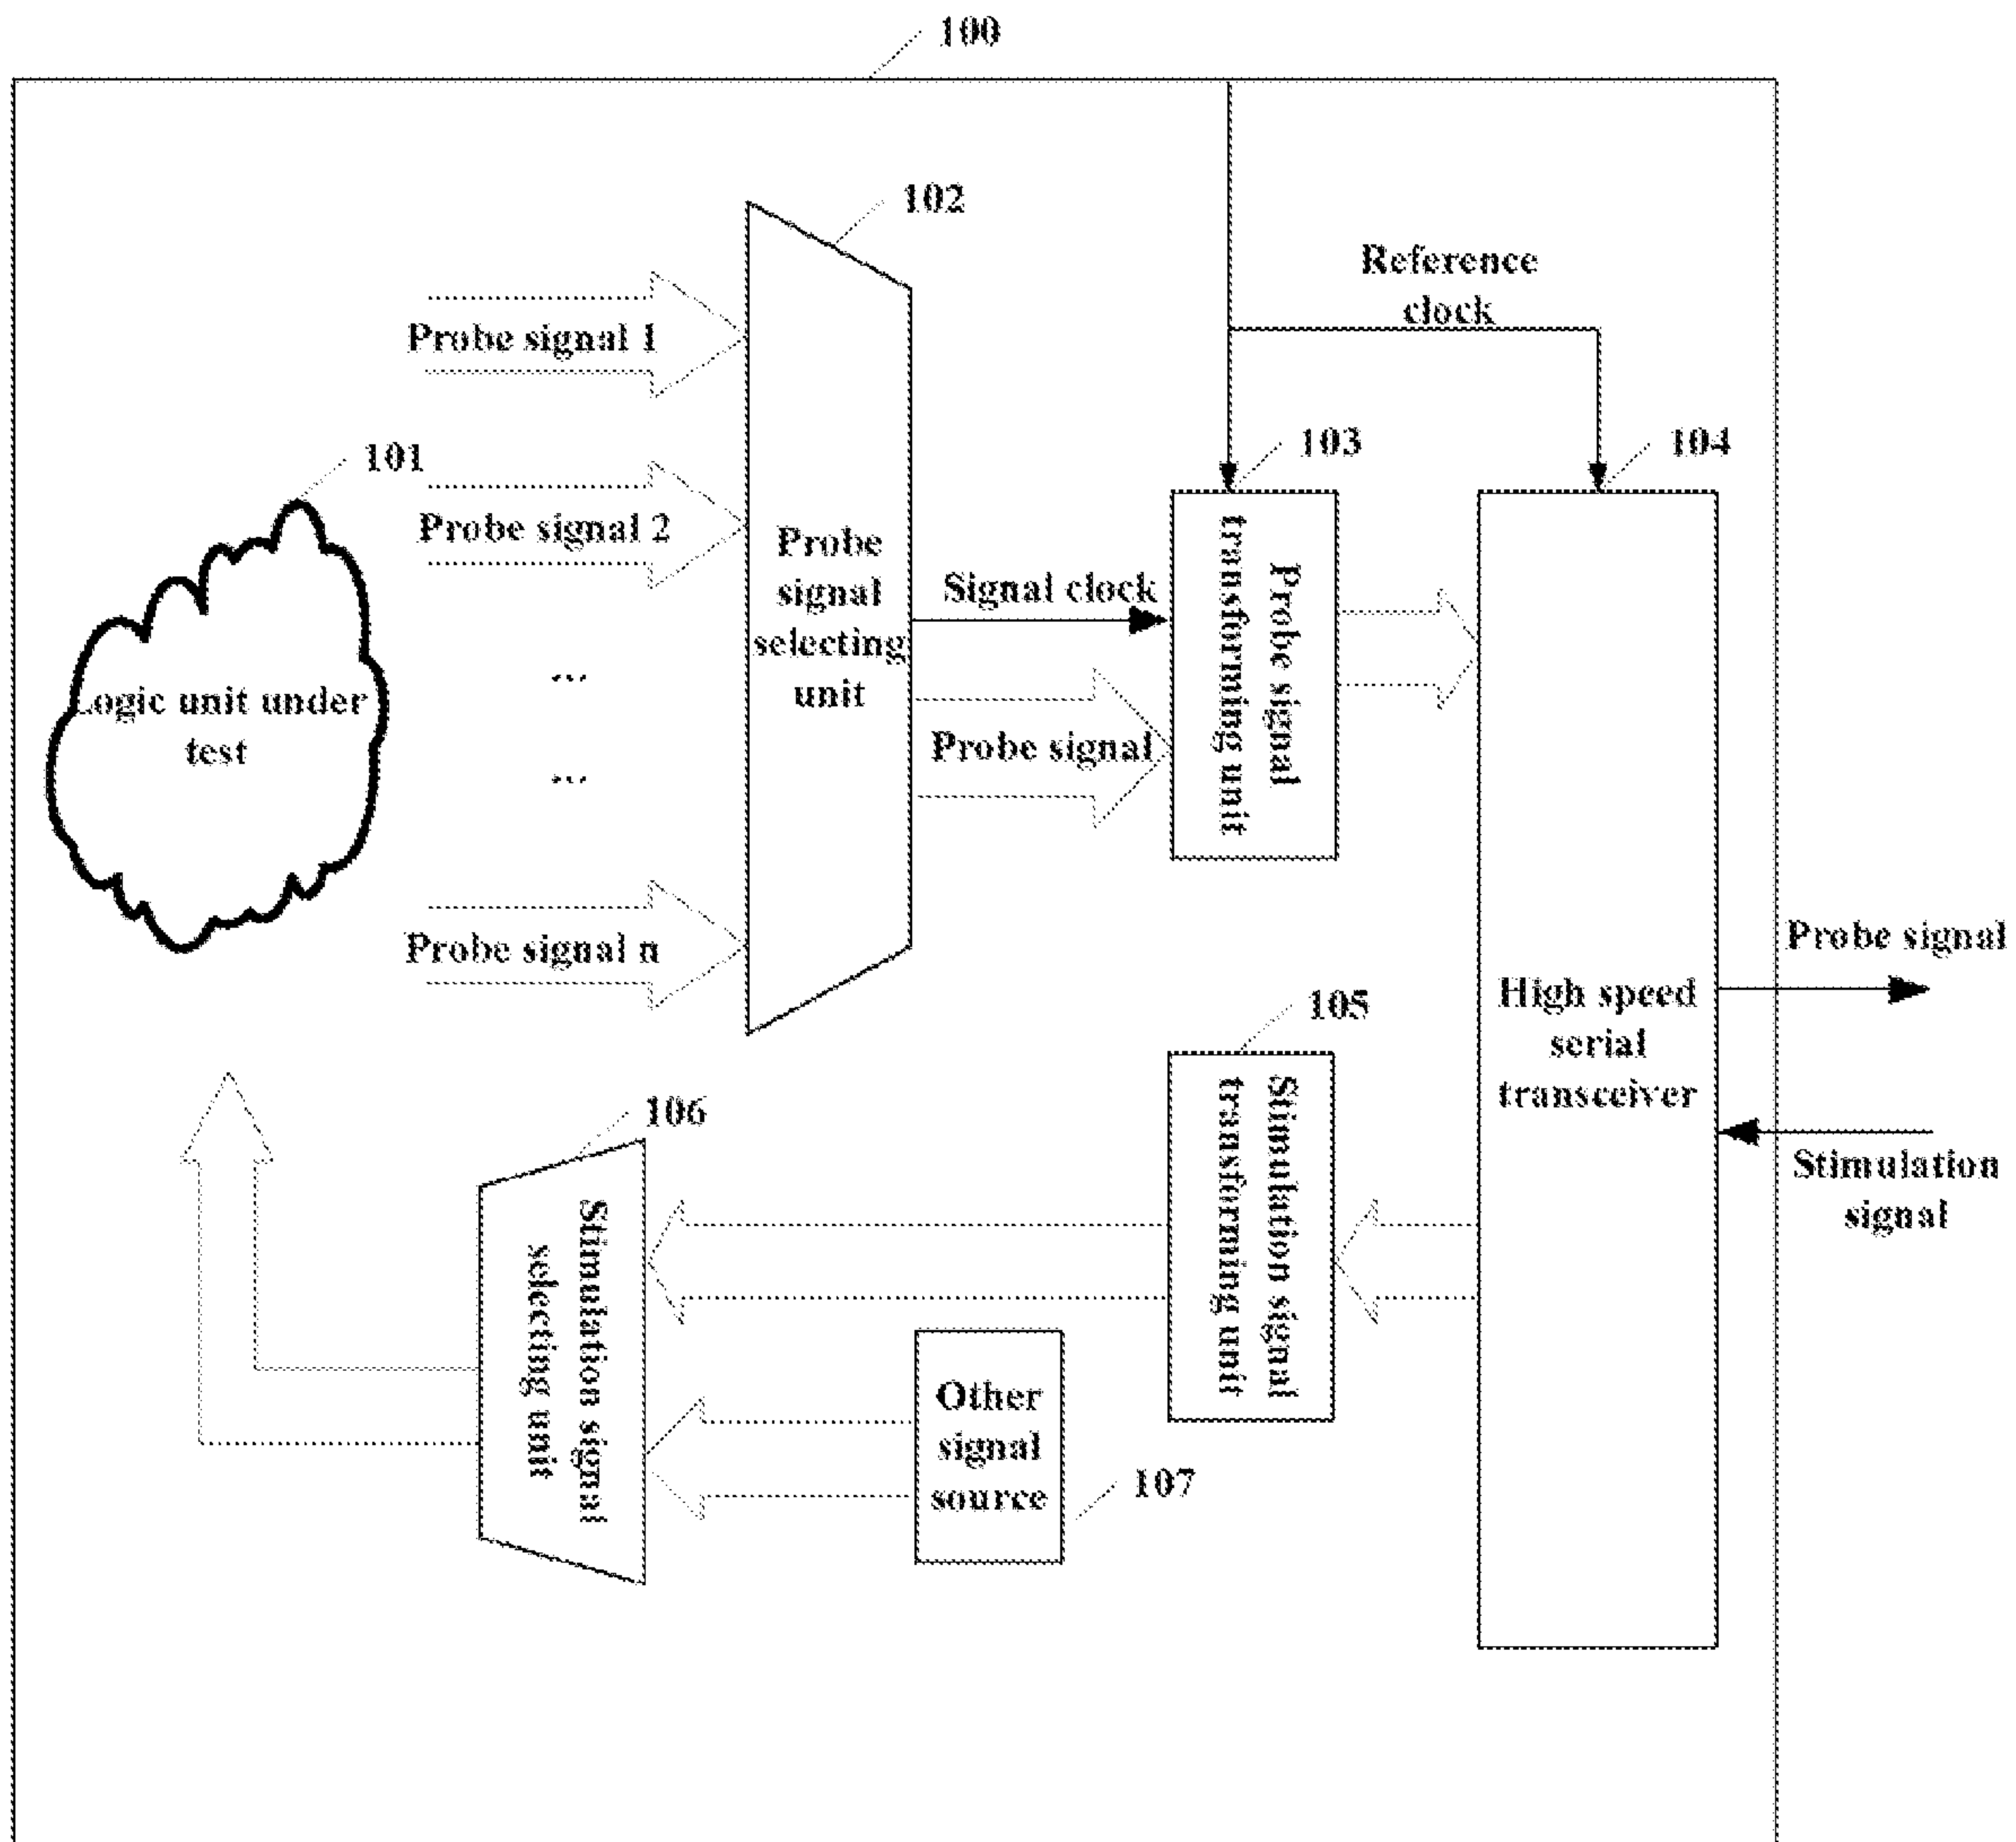 100
102
Reference
clock
Probe signal 1
103
104
101
Probe signal 2
Probe
signal
selecting
unit
Signal clock
Probe signal
transforming unit
Logic unit under
test
...
...
Probe signal
Probe signal n
Probe signal
High speed
serial
transceiver
105
Stimulation signal
transforming unit
106
Stimulation
signal
Stimulation signal
selecting unit
Other
signal
source
107